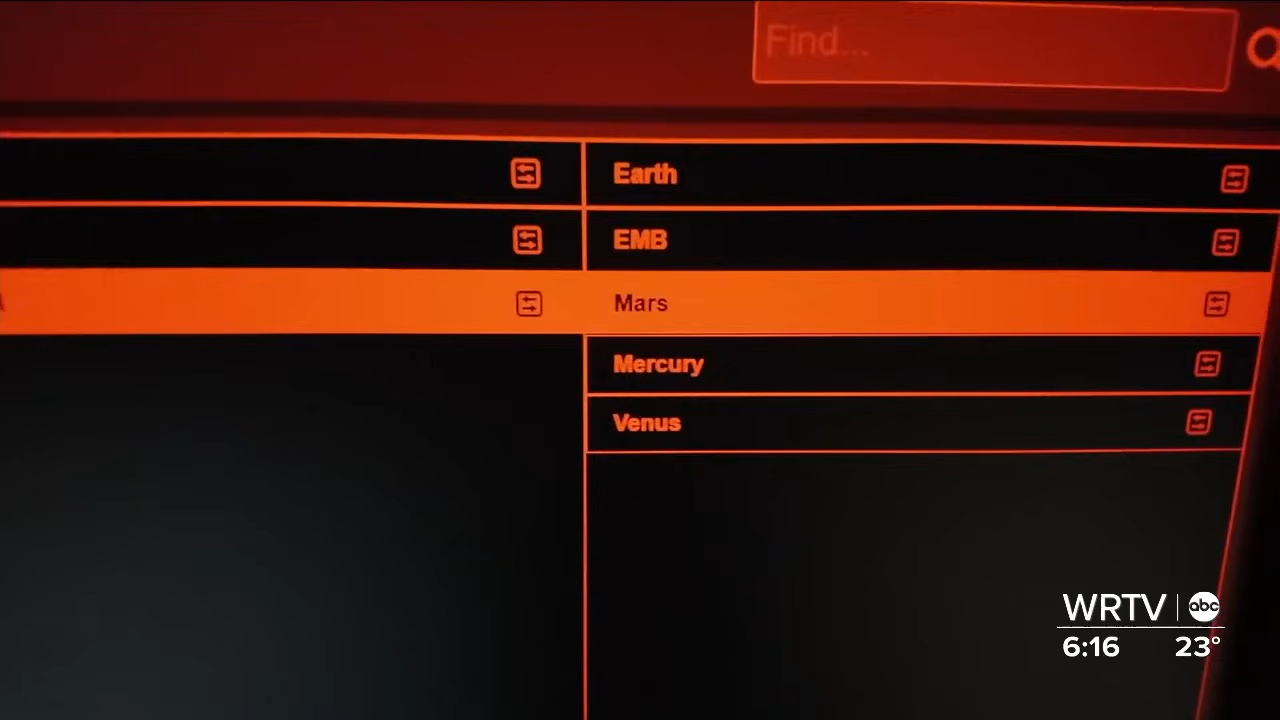 Find...
Earth
EMB
Mars
Mercury
Venus
WRTV abc
6:16 23°